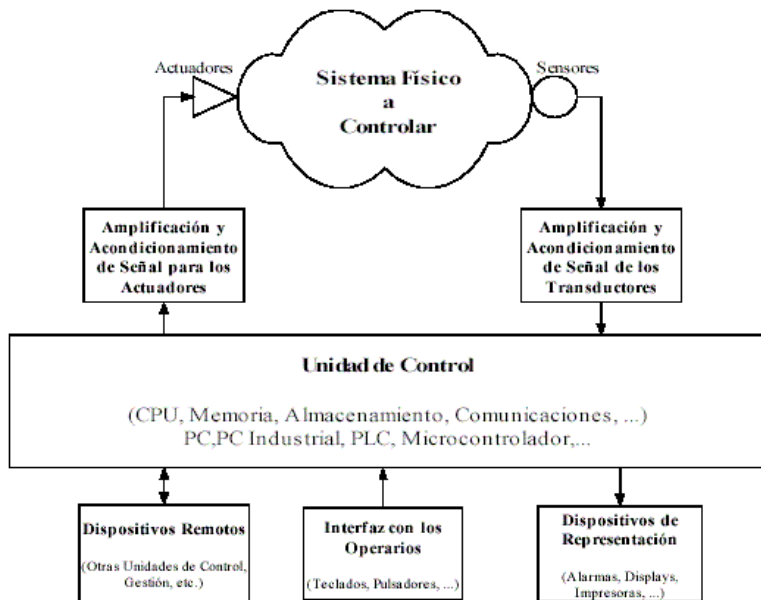 Actuadores
Sistema Físico
a
Controlar
Sensores
Amplificación y
Acondicionamiento
de Señal para los
Actuadores
Amplificación y
Acondicionamiento
de Señal de los
Transductores
Unidad de Control
(CPU, Memoria, Almacenamiento, Comunicaciones, ...)
PC,PC Industrial, PLC, Microcontrolador,...
Dispositivos Remotos
(Otras Unidades de Control,
Gestión, etc.)
Interfaz con los
Operarios
(Teclados, Pulsadores, ...)
Dispositivos de
Representación
(Alarmas, Displays,
Impresoras, ...)